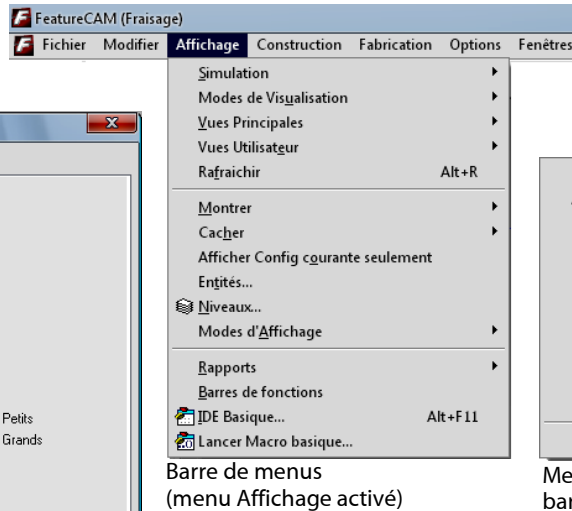 FeatureCAM (Fraisage)
Fichier Modifier Affichage Construction Fabrication Options Fenêtres
Simulation
Modes de Visualisation
Vues Principales
Vues Utilisateur
Rafraichir Alt+R
Montrer
Cacher
Afficher Config courante seulement
Entités...
Niveaux...
Modes d'Affichage
Rapports
Barres de fonctions
IDE Basique... Alt+F11
Lancer Macro basique...
Petits
Grands
Barre de menus
(menu Affichage activé)